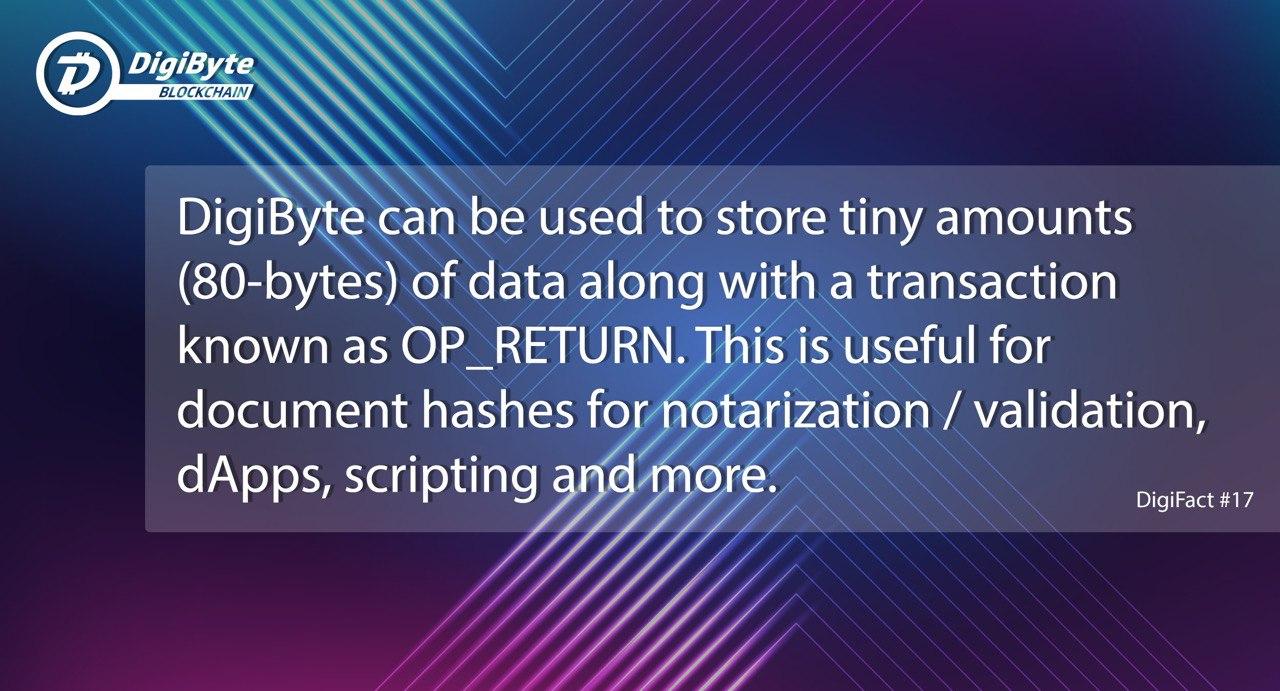 DigiByte
BLOCKCHAIN
DigiByte can be used to store tiny amounts
(80-bytes) of data along with a transaction
known as OP_RETURN. This is useful for
document hashes for notarization / validation,
dApps, scripting and more.
DigiFact #17